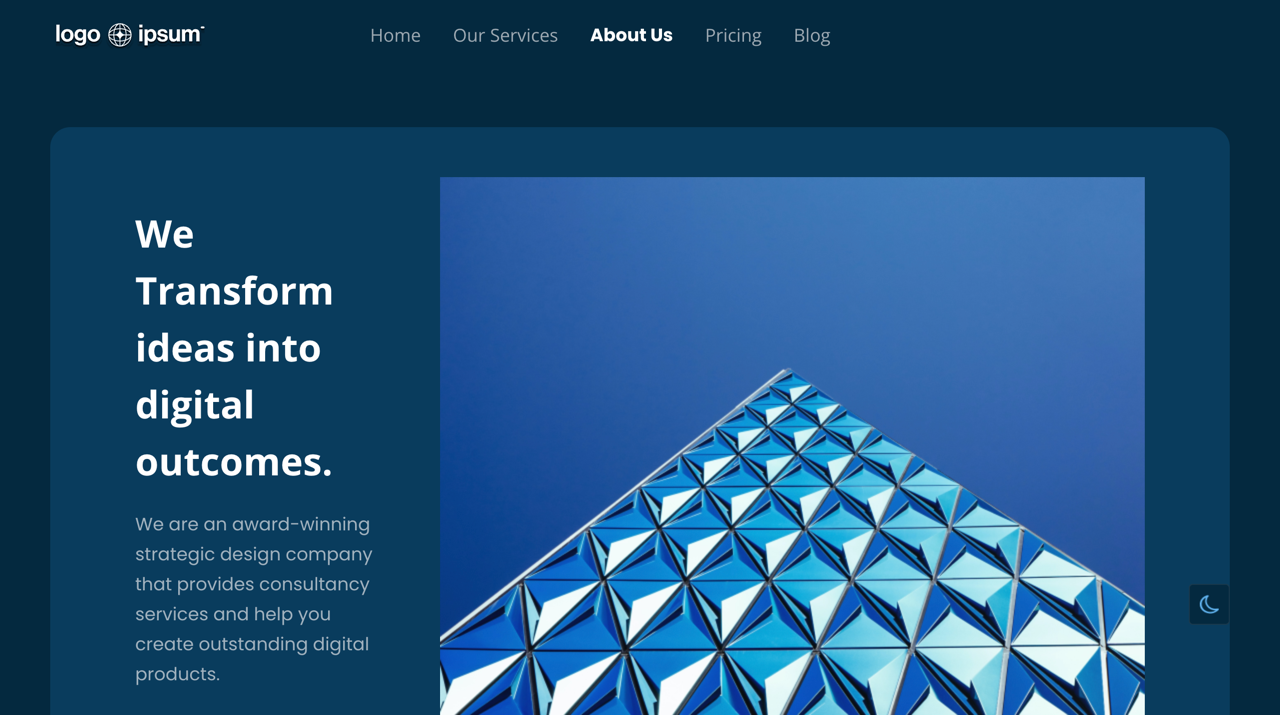 logo ipsum
Home Our Services About Us Pricing Blog
We
Transform
ideas into
digital
outcomes.
We are an award-winning
strategic design company
that provides consultancy
services and help you
create outstanding digital
products.